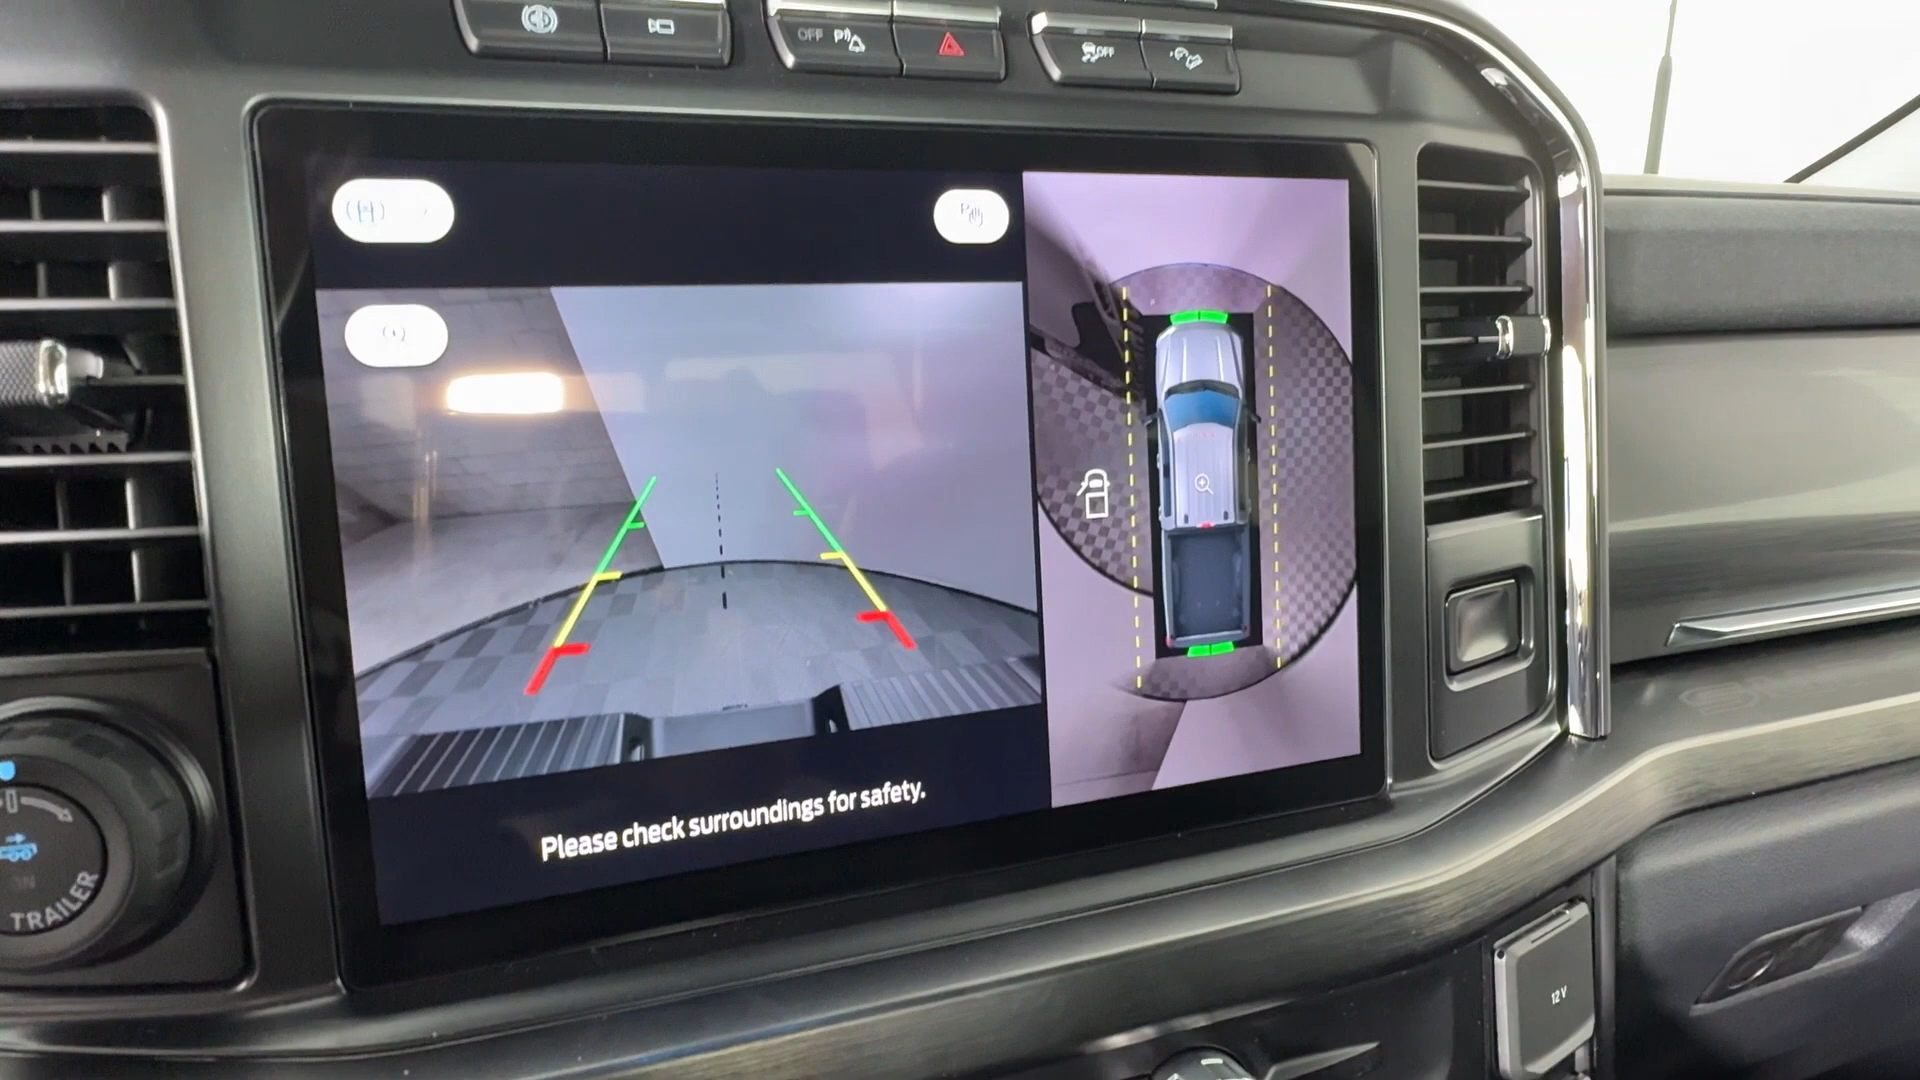 OFF P
OFF
P
Please check surroundings for safety.
TRAILER
12 V